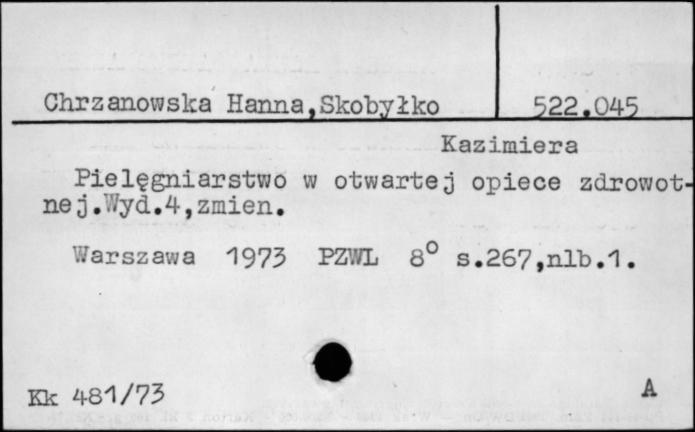 Chrzanowska Hanna,Skobyłko 522.045
Kazimiera
Pielęgniarstwo w otwartej opiece zdrowot-
nej.Wyd.4,zmien.
Warszawa 1973 PZWL 8° s.267,nlb.1.
Kk 481/73 A